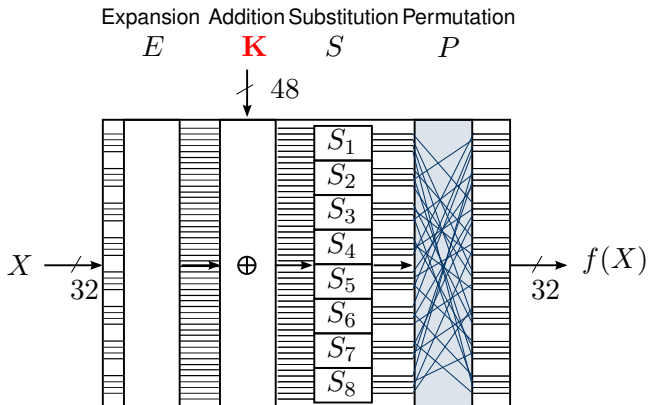 Expansion Addition Substitution Permutation
E K S P
48
S₁
S₂
S₃
S₄
X ⊕ f(X)
32 32
S₅
S₆
S₇
S₈